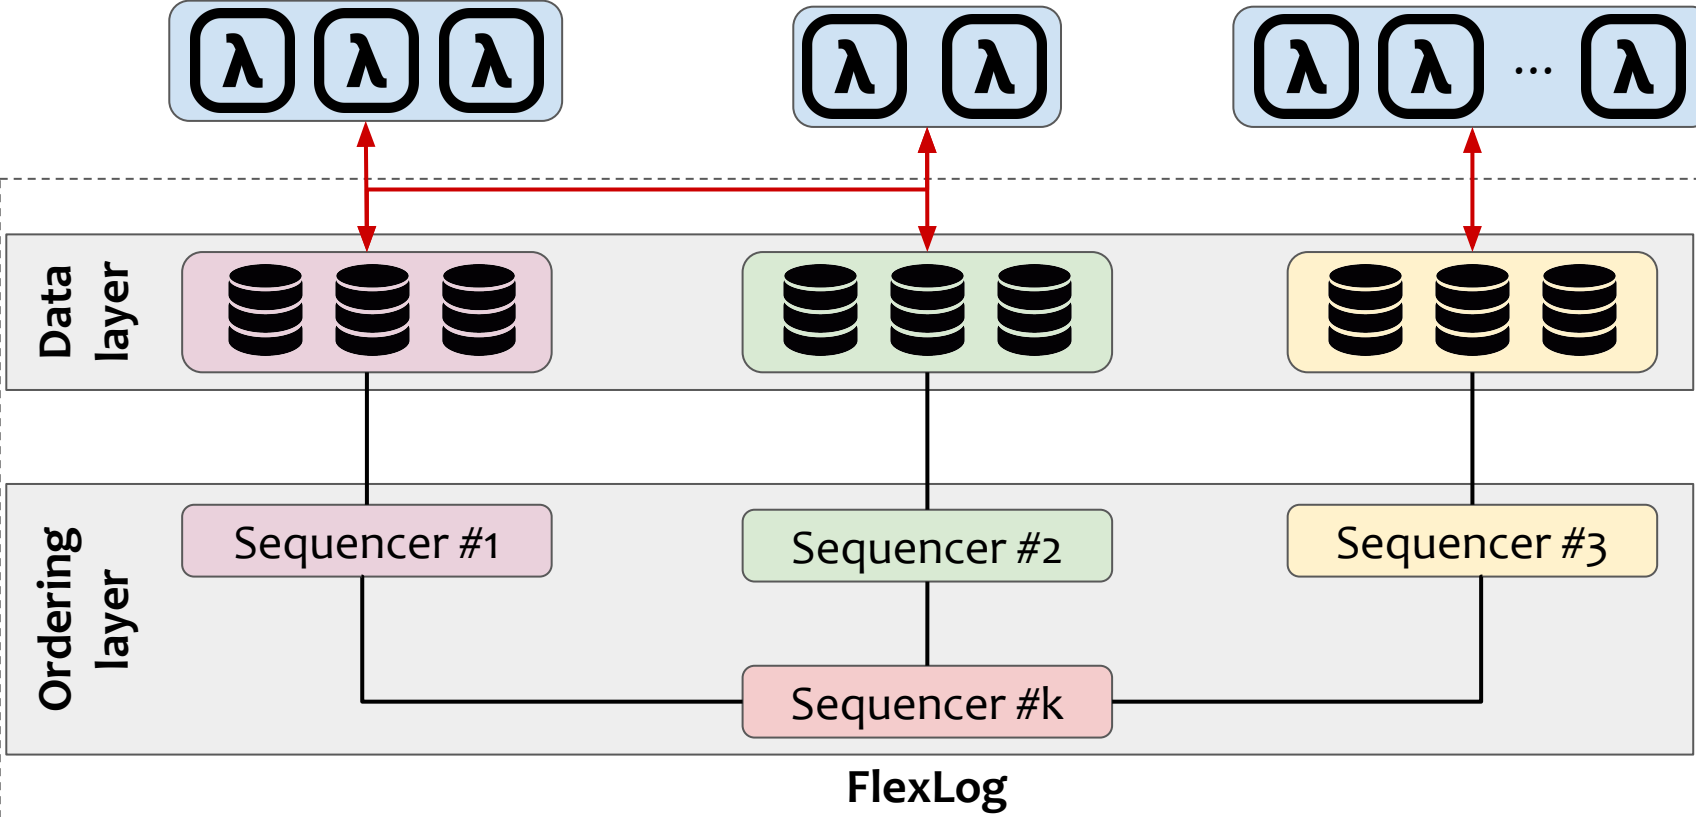 λ λ λ
λ λ
λ λ ... λ
Data
layer
Ordering
layer
Sequencer #1
Sequencer #2
Sequencer #3
Sequencer #k
FlexLog